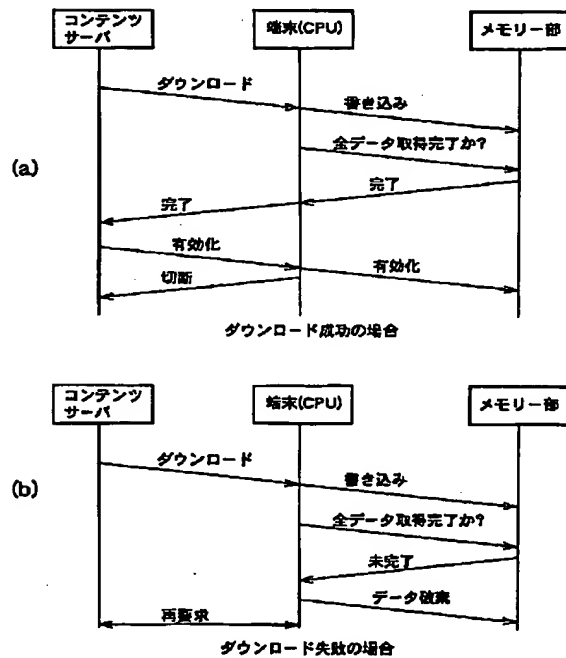 コンテンツ
サーバ
端末(CPU)
メモリー部
ダウンロード
書き込み
全データ取得完了か?
(a)
完了
完了
有効化
有効化
切断
ダウンロード成功の場合
コンテンツ
サーバ
端末(CPU)
メモリー部
ダウンロード
書き込み
(b)
全データ取得完了か?
未完了
データ破棄
再要求
ダウンロード失敗の場合